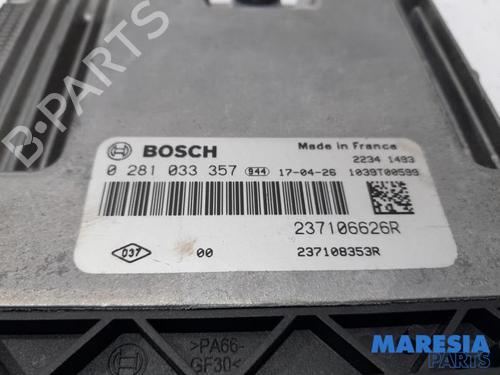 BOSCH
Made in France
2234 1493
0 281 033 357 944 17-04-26 1039T00599
237106626R
037 00 237108353R
>PA66-
GF30<
MARESIA
PARTS